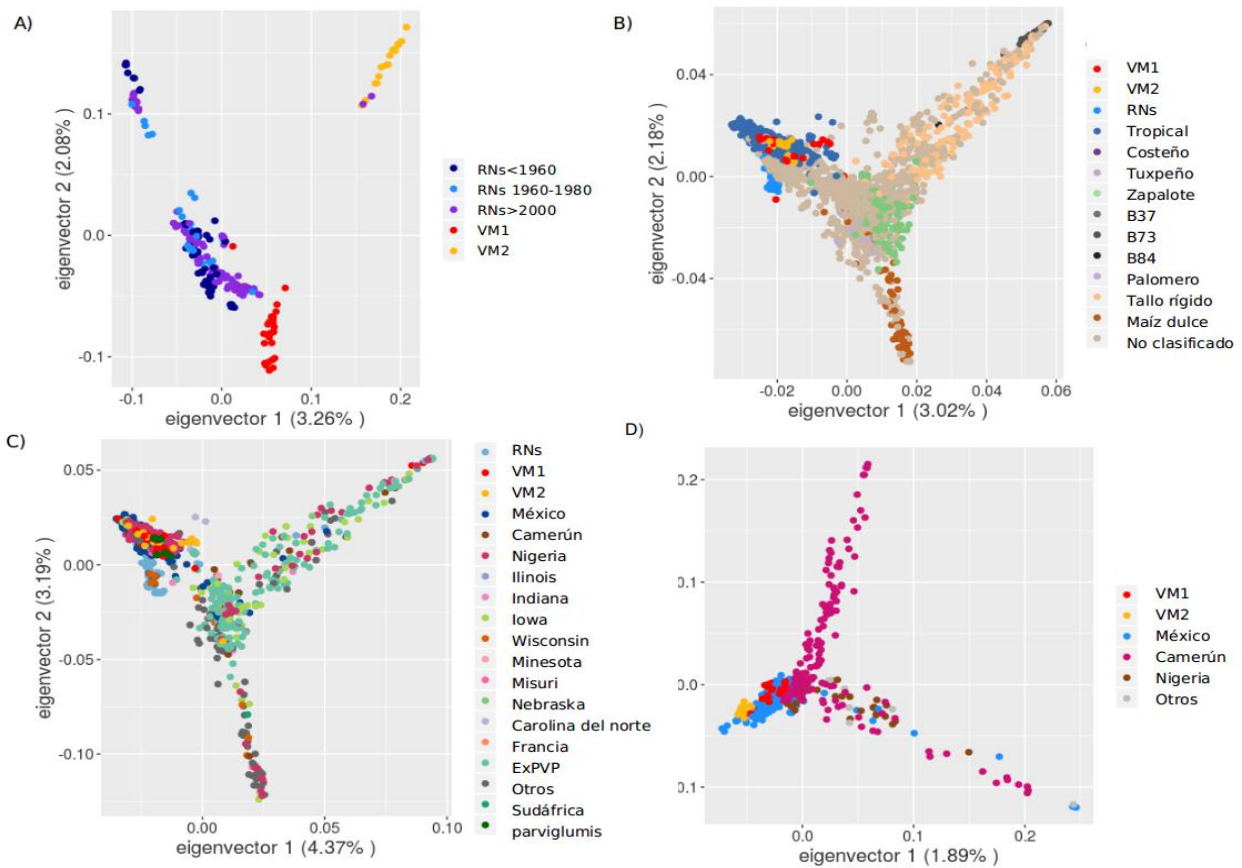 A)
eigenvector 2 (2.08%)
0.1
0.0
-0.1
-0.1
0.0
0.1
0.2
eigenvector 1 (3.26% )
RNs<1960
RNs 1960-1980
RNs>2000
VM1
VM2
B)
eigenvector 2 (2.18%)
0.04
0.00
-0.04
-0.02
0.00
0.02
0.04
0.06
eigenvector 1 (3.02% )
VM1
VM2
RNs
Tropical
Costeño
Tuxpeño
Zapalote
B37
B73
B84
Palomero
Tallo rígido
Maíz dulce
No clasificado
C)
eigenvector 2 (3.19%)
0.05
0.00
-0.05
-0.10
0.00
0.05
0.10
eigenvector 1 (4.37% )
RNs
VM1
VM2
México
Camerún
Nigeria
Ilinois
Indiana
Iowa
Wisconsin
Minesota
Misuri
Nebraska
Carolina del norte
Francia
ExPVP
Otros
Sudáfrica
parviglumis
D)
0.2
0.1
0.0
0.1
0.0
0.1
0.2
eigenvector 1 (1.89% )
VM1
VM2
México
Camerún
Nigeria
Otros